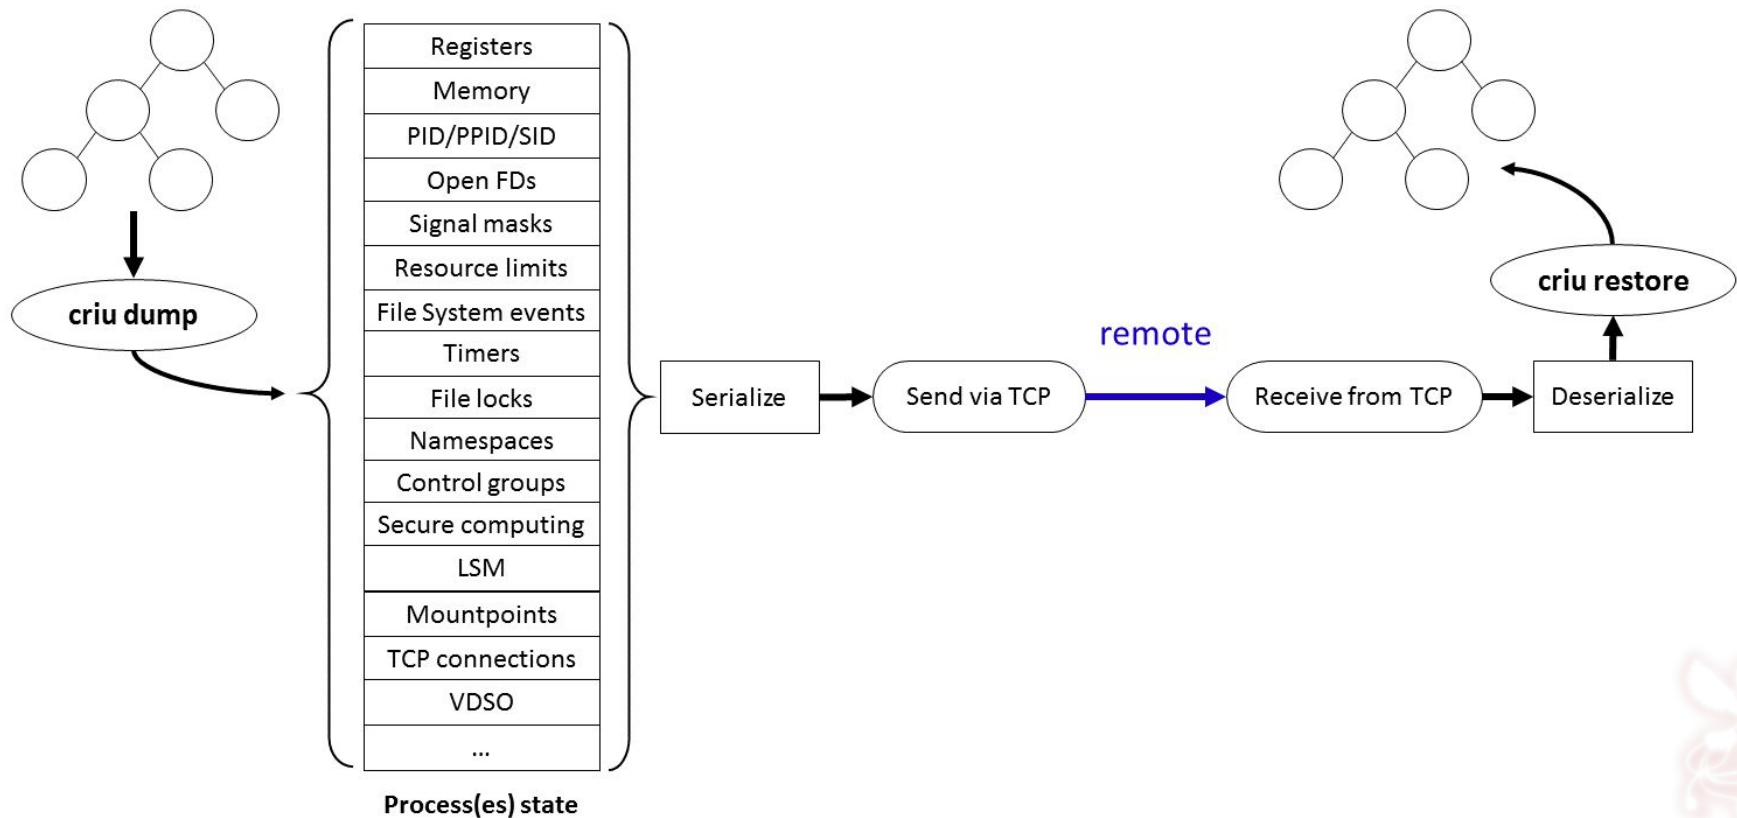 Registers
Memory
PID/PPID/SID
Open FDs
Signal masks
Resource limits
File System events
Timers
File locks
Namespaces
Control groups
Secure computing
LSM
Mountpoints
TCP connections
VDSO
...
Process(es) state
criu dump
Serialize
Send via TCP
remote
Receive from TCP
Deserialize
criu restore